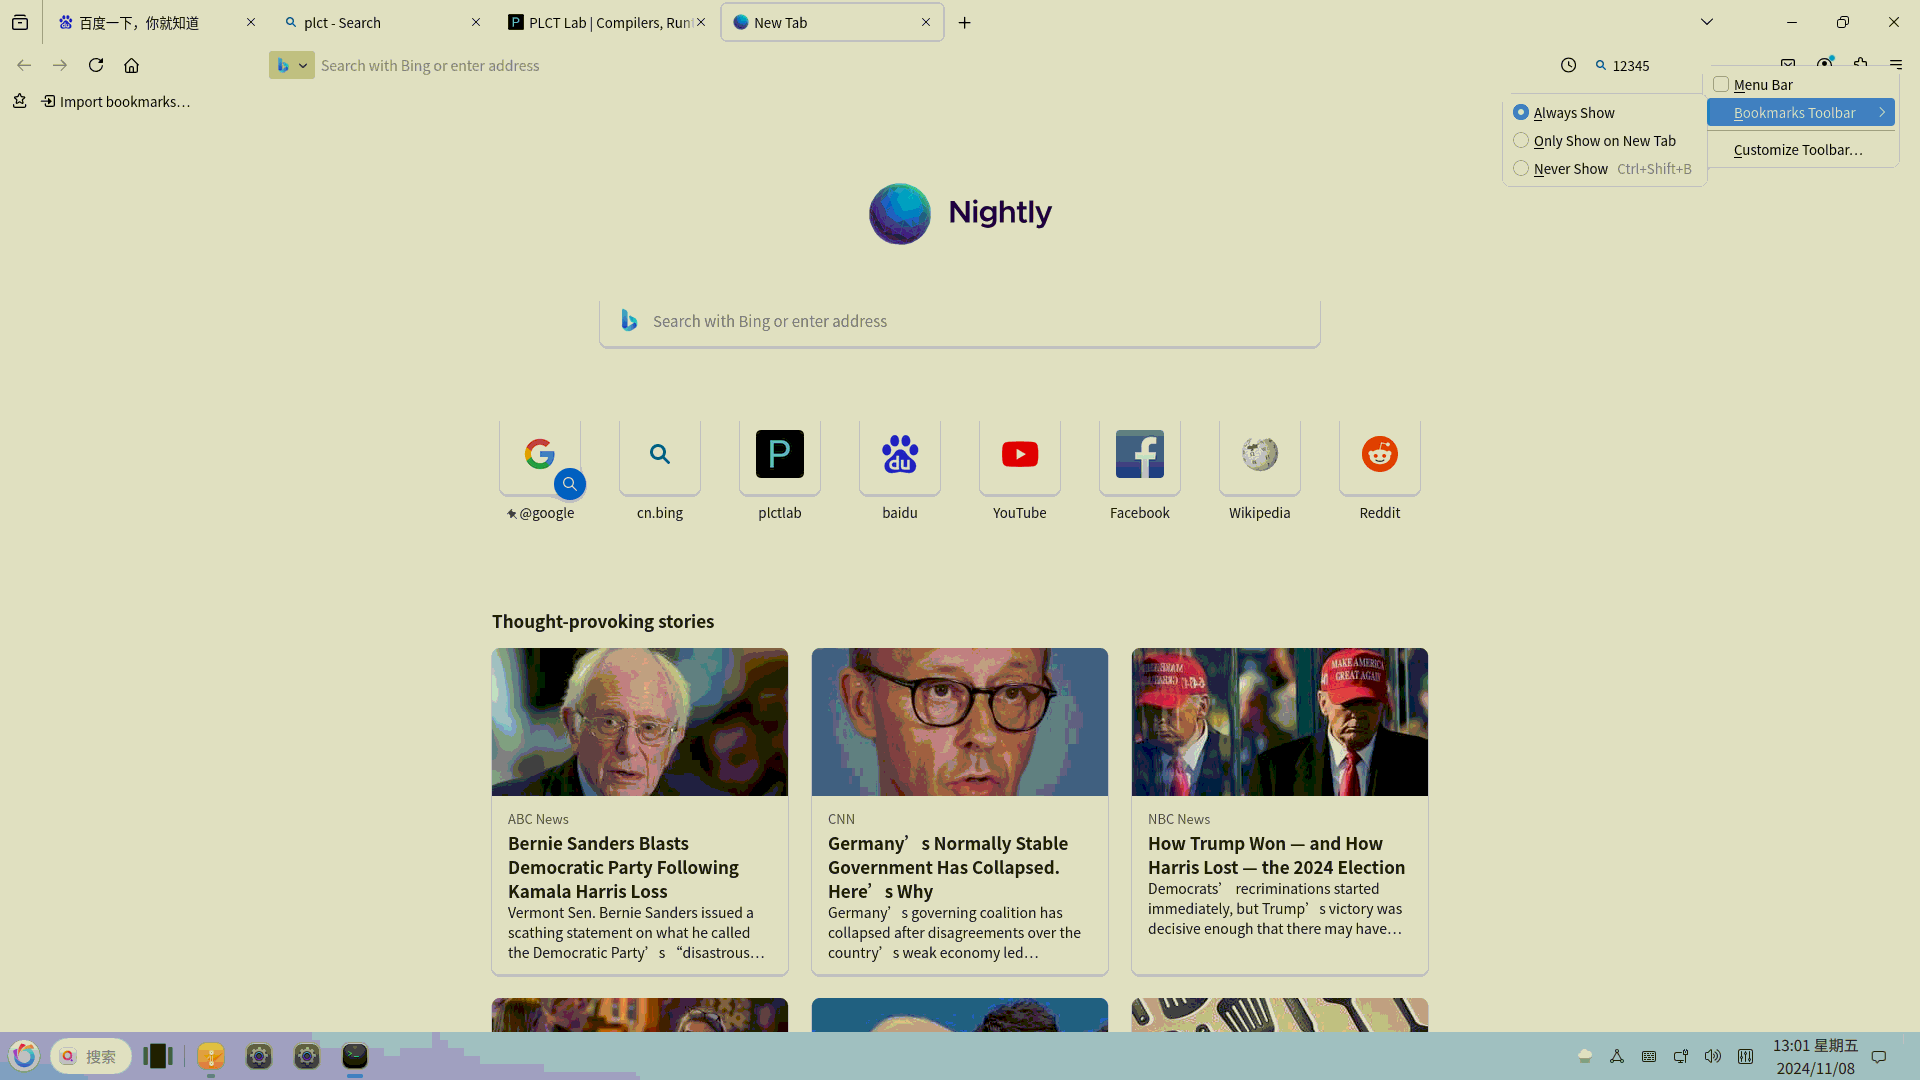 百度一下，你就知道
plct - Search
PLCT Lab | Compilers, Run
New Tab
Search with Bing or enter address
12345
Import bookmarks…
Menu Bar
Bookmarks Toolbar
Customize Toolbar…
Always Show
Only Show on New Tab
Never Show Ctrl+Shift+B
Nightly
Search with Bing or enter address
@google
cn.bing
plctlab
baidu
YouTube
Facebook
Wikipedia
Reddit
Thought-provoking stories
MAKE AMERICA
GREAT AGAIN
ABC News
Bernie Sanders Blasts
Democratic Party Following
Kamala Harris Loss
Vermont Sen. Bernie Sanders issued a
scathing statement on what he called
the Democratic Party’s “disastrous…
CNN
Germany’s Normally Stable
Government Has Collapsed.
Here’s Why
Germany’s governing coalition has
collapsed after disagreements over the
country’s weak economy led…
NBC News
How Trump Won — and How
Harris Lost — the 2024 Election
Democrats’ recriminations started
immediately, but Trump’s victory was
decisive enough that there may have…
搜索
13:01 星期五
2024/11/08